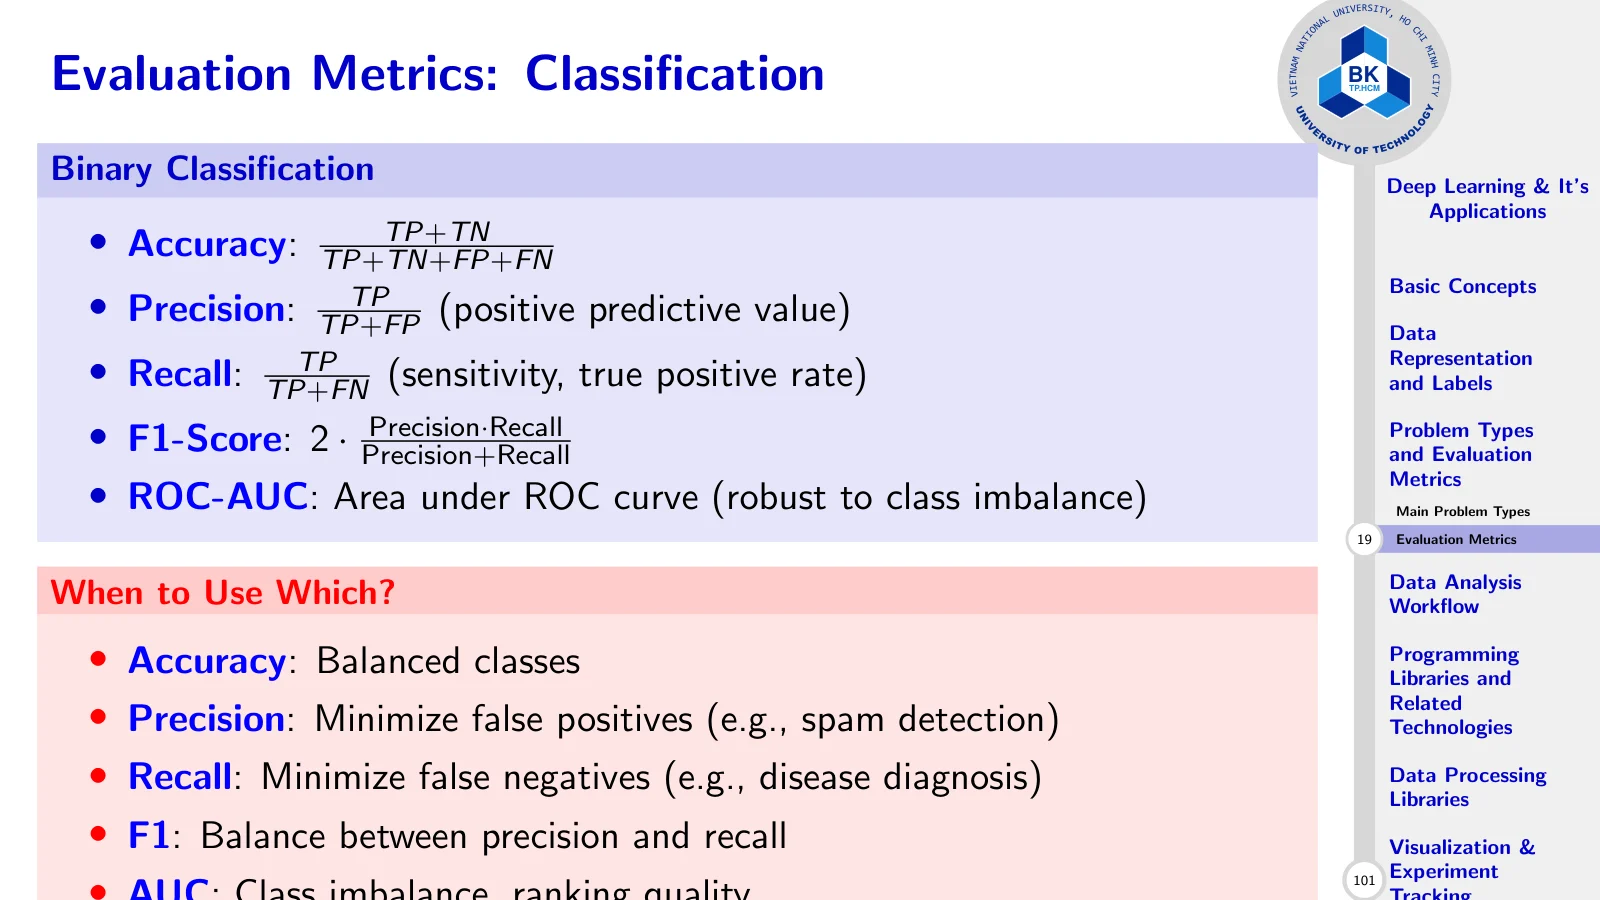 Evaluation Metrics: Classification
Binary Classification
• Accuracy: TP+TN / TP+TN+FP+FN
• Precision: TP / TP+FP (positive predictive value)
• Recall: TP / TP+FN (sensitivity, true positive rate)
• F1-Score: 2 · Precision·Recall / Precision+Recall
• ROC-AUC: Area under ROC curve (robust to class imbalance)
When to Use Which?
• Accuracy: Balanced classes
• Precision: Minimize false positives (e.g., spam detection)
• Recall: Minimize false negatives (e.g., disease diagnosis)
• F1: Balance between precision and recall
• AUC: Class imbalance, ranking quality
VIETNAM NATIONAL UNIVERSITY, HO CHI MINH CITY
BK
TP.HCM
UNIVERSITY OF TECHNOLOGY
Deep Learning & It's
Applications
Basic Concepts
Data
Representation
and Labels
Problem Types
and Evaluation
Metrics
Main Problem Types
19
Evaluation Metrics
Data Analysis
Workflow
Programming
Libraries and
Related
Technologies
Data Processing
Libraries
Visualization &
Experiment
Tracking
101